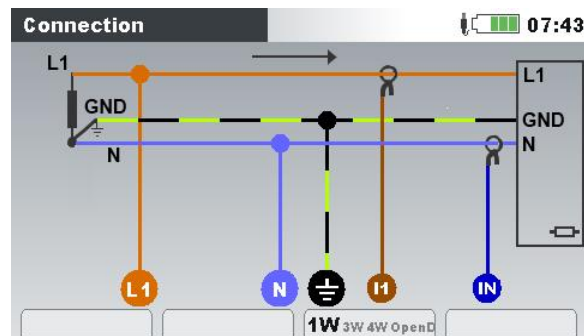 Connection 07:43
L1 L1
GND GND
N N
L1 N I1 IN
1W 3W 4W OpenD